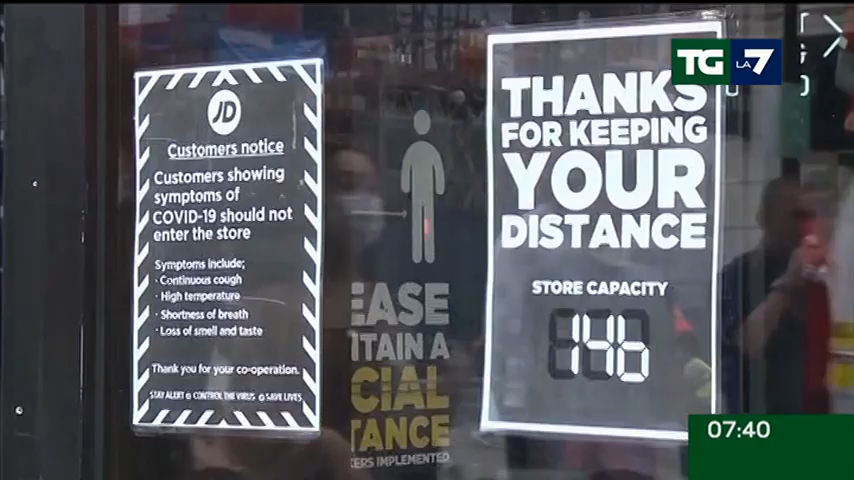 JD
Customers notice
Customers showing
symptoms of
COVID-19 should not
enter the store
Symptoms include;
· Continuous cough
· High temperature
· Shortness of breath
· Loss of smell and taste
Thank you for your co-operation.
STAY ALERT CONTROL THE VIRUS SAVE LIVES
EASE
TAIN A
CIAL
TANCE
KERS IMPLEMENTED
THANKS
FOR KEEPING
YOUR
DISTANCE
STORE CAPACITY
146
TG LA7
07:40